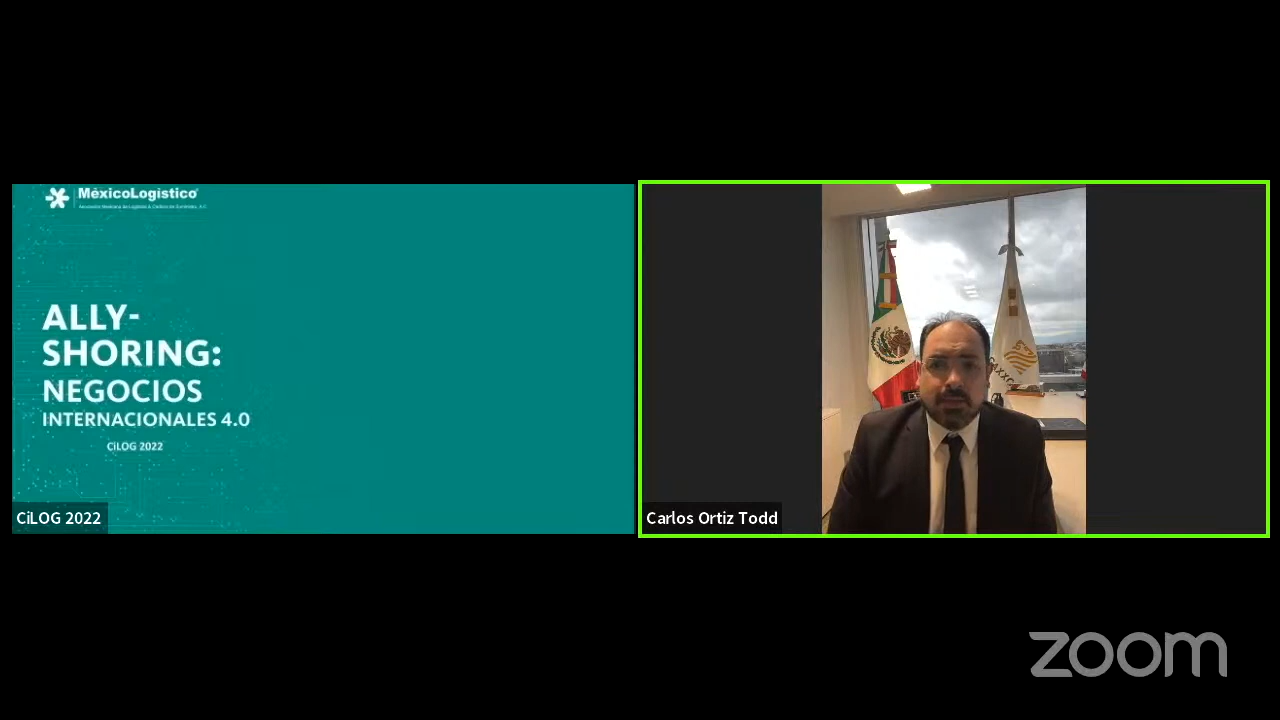 MéxicoLogístico
ALLY-
SHORING:
NEGOCIOS
INTERNACIONALES 4.0
CiLOG 2022
CiLOG 2022
Carlos Ortiz Todd
zoom